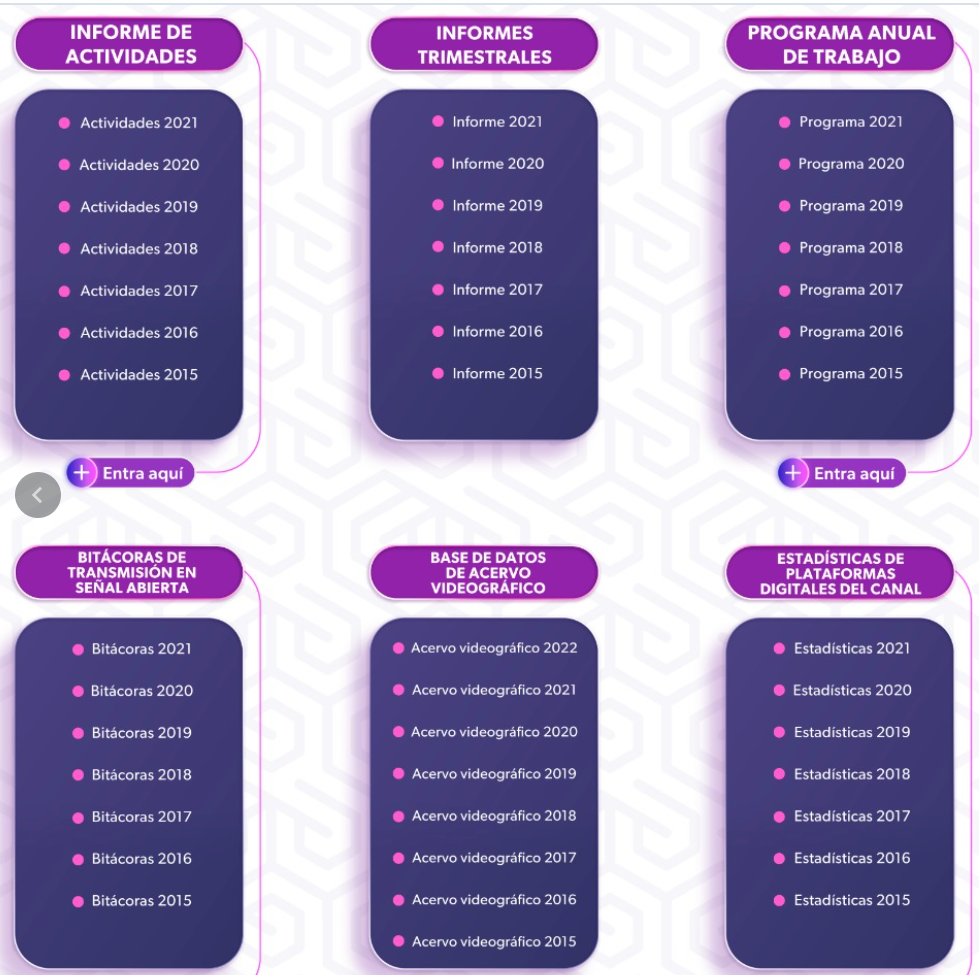 INFORME DE
ACTIVIDADES
Actividades 2021
Actividades 2020
Actividades 2019
Actividades 2018
Actividades 2017
Actividades 2016
Actividades 2015
Entra aquí
INFORMES
TRIMESTRALES
Informe 2021
Informe 2020
Informe 2019
Informe 2018
Informe 2017
Informe 2016
Informe 2015
PROGRAMA ANUAL
DE TRABAJO
Programa 2021
Programa 2020
Programa 2019
Programa 2018
Programa 2017
Programa 2016
Programa 2015
Entra aquí
BITÁCORAS DE
TRANSMISIÓN EN
SEÑAL ABIERTA
Bitácoras 2021
Bitácoras 2020
Bitácoras 2019
Bitácoras 2018
Bitácoras 2017
Bitácoras 2016
Bitácoras 2015
BASE DE DATOS
DE ACERVO
VIDEOGRÁFICO
Acervo videográfico 2022
Acervo videográfico 2021
Acervo videográfico 2020
Acervo videográfico 2019
Acervo videográfico 2018
Acervo videográfico 2017
Acervo videográfico 2016
Acervo videográfico 2015
ESTADÍSTICAS DE
PLATAFORMAS
DIGITALES DEL CANAL
Estadísticas 2021
Estadísticas 2020
Estadísticas 2019
Estadísticas 2018
Estadísticas 2017
Estadísticas 2016
Estadísticas 2015